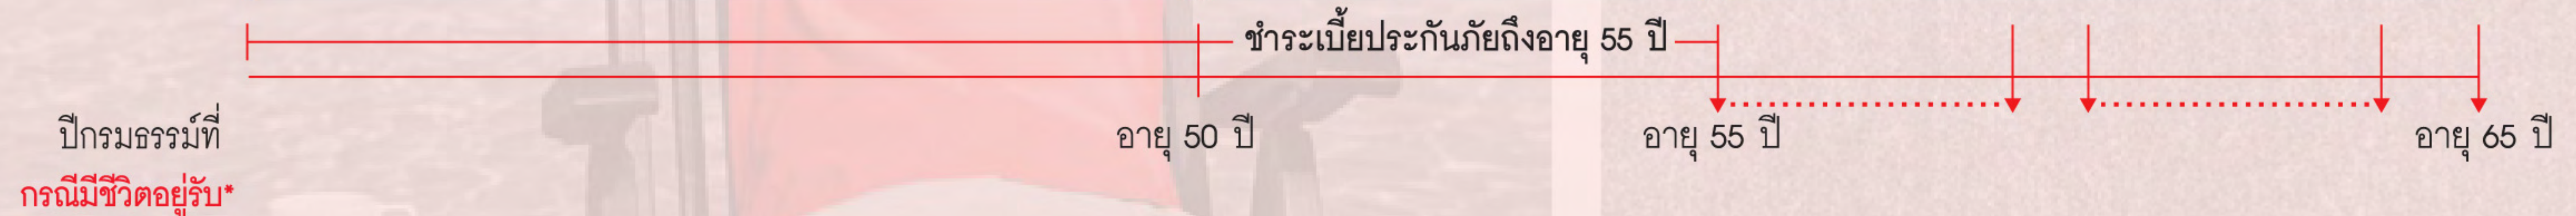 ชำระเบี้ยประกันภัยถึงอายุ 55 ปี
ปีกรมธรรม์ที่ อายุ 50 ปี อายุ 55 ปี อายุ 65 ปี
กรณีมีชีวิตอยู่รับ*